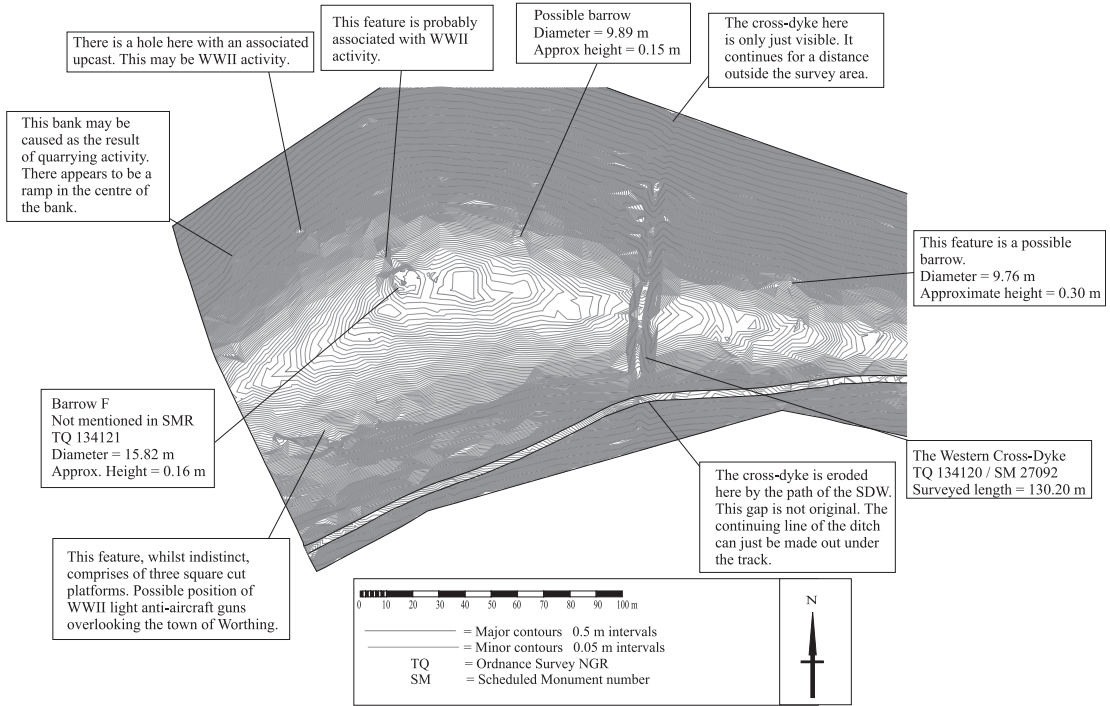 There is a hole here with an associated
upcast. This may be WWII activity.
This feature is probably
associated with WWII
activity.
Possible barrow
Diameter = 9.89 m
Approx height = 0.15 m
The cross-dyke here
is only just visible. It
continues for a distance
outside the survey area.
This bank may be
caused as the result
of quarrying activity.
There appears to be a
ramp in the centre of
the bank.
This feature is a possible
barrow.
Diameter = 9.76 m
Approximate height = 0.30 m
Barrow F
Not mentioned in SMR
TQ 134121
Diameter = 15.82 m
Approx. Height = 0.16 m
The Western Cross-Dyke
TQ 134120 / SM 27092
Surveyed length = 130.20 m
The cross-dyke is eroded
here by the path of the SDW.
This gap is not original. The
continuing line of the ditch
can just be made out under
the track.
This feature, whilst indistinct,
comprises of three square cut
platforms. Possible position of
WWII light anti-aircraft guns
overlooking the town of Worthing.
0 10 20 30 40 50 60 70 80 90 100 m
= Major contours 0.5 m intervals
= Minor contours 0.05 m intervals
TQ = Ordnance Survey NGR
SM = Scheduled Monument number
N